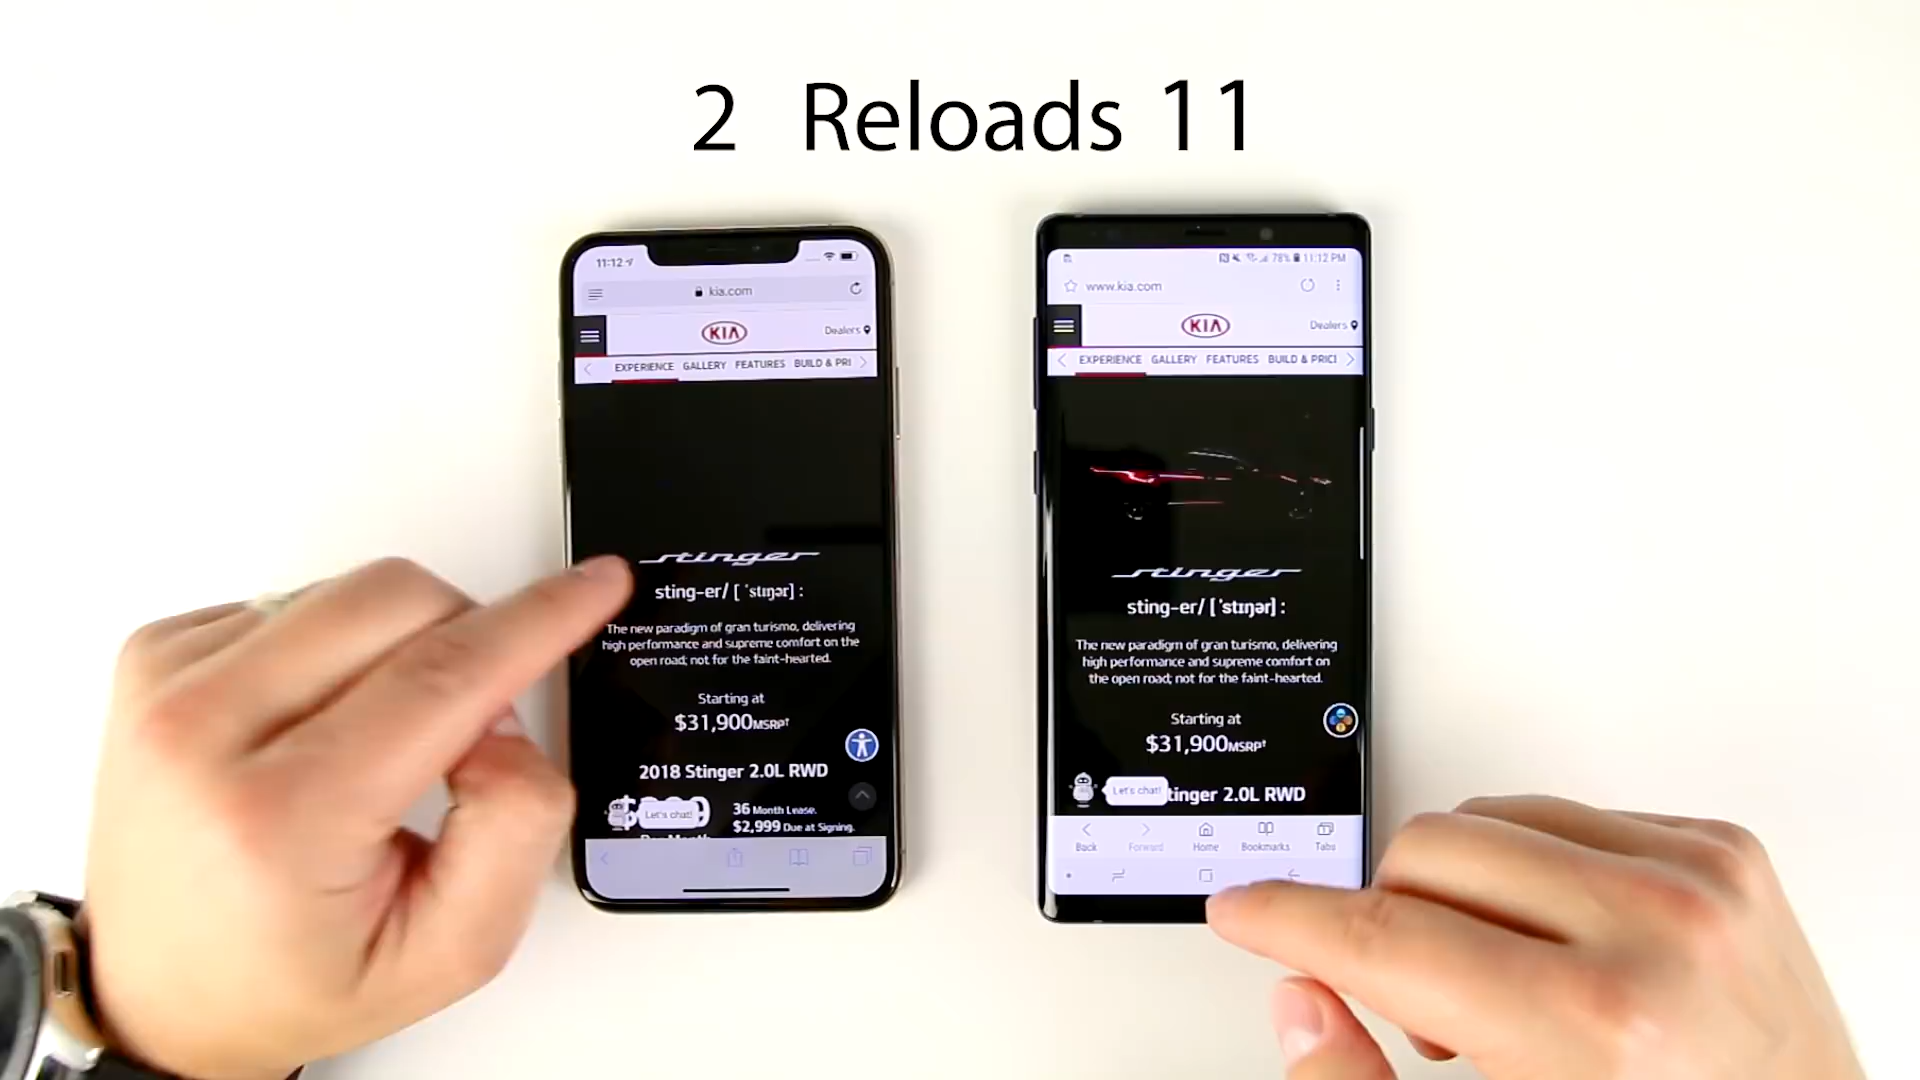 2 Reloads 11
11:12
kia.com
KIA
Dealers
EXPERIENCE GALLERY FEATURES BUILD & PRI
stinger
sting-er/ [ ˈstɪŋər] :
The new paradigm of gran turismo, delivering
high performance and supreme comfort on the
open road; not for the faint-hearted.
Starting at
$31,900MSRP†
2018 Stinger 2.0L RWD
Let's chat!
36 Month Lease.
$2,999 Due at Signing.
Per Month
78% 11:12 PM
www.kia.com
KIA
Dealers
EXPERIENCE GALLERY FEATURES BUILD & PRICI
stinger
sting-er/ [ ˈstɪŋər] :
The new paradigm of gran turismo, delivering
high performance and supreme comfort on
the open road; not for the faint-hearted.
Starting at
$31,900MSRP†
Let's chat!
tinger 2.0L RWD
Back Forward Home Bookmarks Tabs